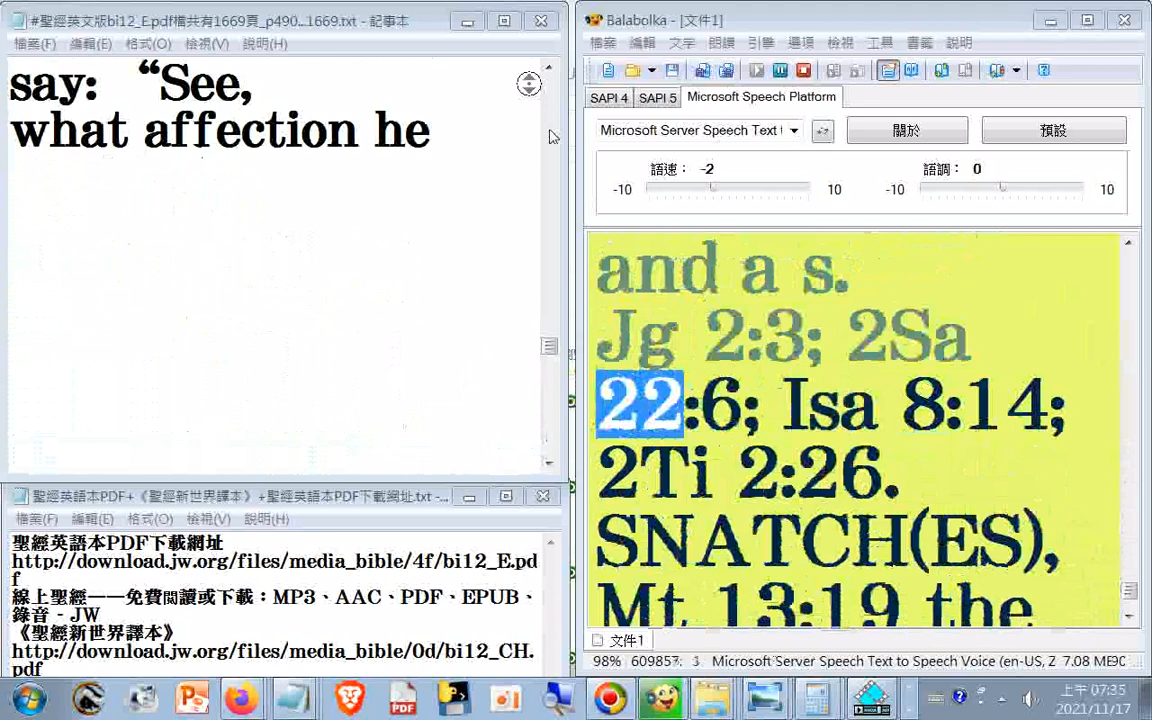 #聖經英文版bi12_E.pdf檔共有1669頁_p490...1669.txt - 記事本
檔案(F) 編輯(E) 格式(O) 檢視(V) 說明(H)
say: “See,
what affection he
聖經英語本PDF+《聖經新世界譯本》+聖經英語本PDF下載網址.txt -...
檔案(F) 編輯(E) 格式(O) 檢視(V) 說明(H)
聖經英語本PDF下載網址
http://download.jw.org/files/media_bible/4f/bi12_E.pd
f
線上聖經——免費閱讀或下載：MP3、AAC、PDF、EPUB、
錄音 - JW
《聖經新世界譯本》
http://download.jw.org/files/media_bible/0d/bi12_CH.
pdf
Balabolka - [文件1]
檔案 編輯 文字 朗讀 引擎 選項 檢視 工具 書籤 說明
SAPI 4 SAPI 5 Microsoft Speech Platform
Microsoft Server Speech Text 關於 預設
語速： -2 語調： 0
-10 10 -10 10
and a s.
Jg 2:3; 2Sa
22:6; Isa 8:14;
2Ti 2:26.
SNATCH(ES),
Mt 13:19 the
文件1
98% 609857: Microsoft Server Speech Text to Speech Voice (en-US, Z 7.08 ME
PDF
上午 07:35
2021/11/17